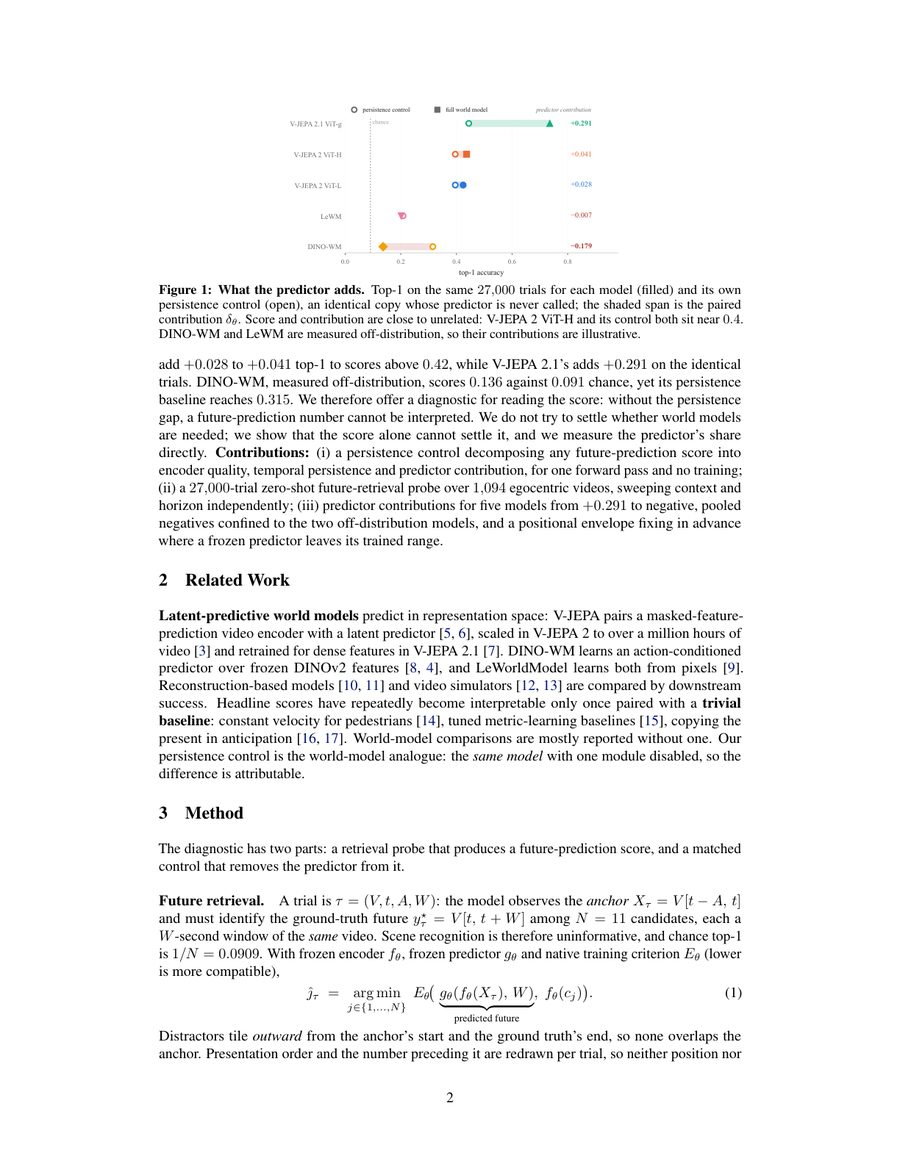 persistence control full world model predictor contribution
chance
V-JEPA 2.1 ViT-g +0.291
V-JEPA 2 ViT-H +0.041
V-JEPA 2 ViT-L +0.028
LeWM −0.007
DINO-WM −0.179
0.0 0.2 0.4 0.6 0.8
top-1 accuracy
Figure 1: What the predictor adds. Top-1 on the same 27,000 trials for each model (filled) and its own
persistence control (open), an identical copy whose predictor is never called; the shaded span is the paired
contribution δθ. Score and contribution are close to unrelated: V-JEPA 2 ViT-H and its control both sit near 0.4.
DINO-WM and LeWM are measured off-distribution, so their contributions are illustrative.
add +0.028 to +0.041 top-1 to scores above 0.42, while V-JEPA 2.1's adds +0.291 on the identical
trials. DINO-WM, measured off-distribution, scores 0.136 against 0.091 chance, yet its persistence
baseline reaches 0.315. We therefore offer a diagnostic for reading the score: without the persistence
gap, a future-prediction number cannot be interpreted. We do not try to settle whether world models
are needed; we show that the score alone cannot settle it, and we measure the predictor's share
directly. Contributions: (i) a persistence control decomposing any future-prediction score into
encoder quality, temporal persistence and predictor contribution, for one forward pass and no training;
(ii) a 27,000-trial zero-shot future-retrieval probe over 1,094 egocentric videos, sweeping context and
horizon independently; (iii) predictor contributions for five models from +0.291 to negative, pooled
negatives confined to the two off-distribution models, and a positional envelope fixing in advance
where a frozen predictor leaves its trained range.
2 Related Work
Latent-predictive world models predict in representation space: V-JEPA pairs a masked-feature-
prediction video encoder with a latent predictor [5, 6], scaled in V-JEPA 2 to over a million hours of
video [3] and retrained for dense features in V-JEPA 2.1 [7]. DINO-WM learns an action-conditioned
predictor over frozen DINOv2 features [8, 4], and LeWorldModel learns both from pixels [9].
Reconstruction-based models [10, 11] and video simulators [12, 13] are compared by downstream
success. Headline scores have repeatedly become interpretable only once paired with a trivial
baseline: constant velocity for pedestrians [14], tuned metric-learning baselines [15], copying the
present in anticipation [16, 17]. World-model comparisons are mostly reported without one. Our
persistence control is the world-model analogue: the same model with one module disabled, so the
difference is attributable.
3 Method
The diagnostic has two parts: a retrieval probe that produces a future-prediction score, and a matched
control that removes the predictor from it.
Future retrieval. A trial is τ = (V, t, A, W): the model observes the anchor Xτ = V[t − A, t]
and must identify the ground-truth future y⋆τ = V[t, t + W] among N = 11 candidates, each a
W-second window of the same video. Scene recognition is therefore uninformative, and chance top-1
is 1/N = 0.0909. With frozen encoder fθ, frozen predictor gθ and native training criterion Eθ (lower
is more compatible),
ĵτ = arg min j∈{1,...,N} Eθ( gθ(fθ(Xτ), W), fθ(cj)). (1)
predicted future
Distractors tile outward from the anchor's start and the ground truth's end, so none overlaps the
anchor. Presentation order and the number preceding it are redrawn per trial, so neither position nor
2